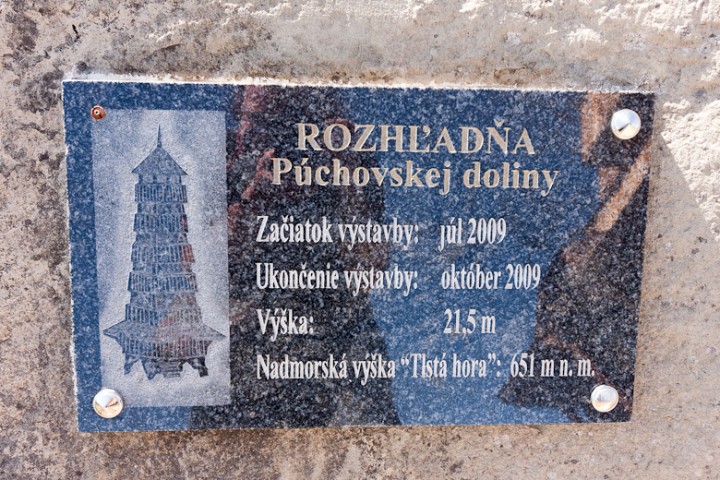 ROZHĽADŇA
Púchovskej doliny
Začiatok výstavby: júl 2009
Ukončenie výstavby: október 2009
Výška: 21,5 m
Nadmorská výška “Tlstá hora”: 651 m n. m.